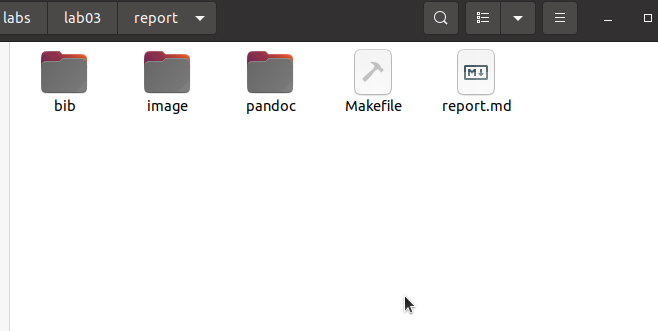 labs lab03 report
M↓
bib image pandoc Makefile report.md